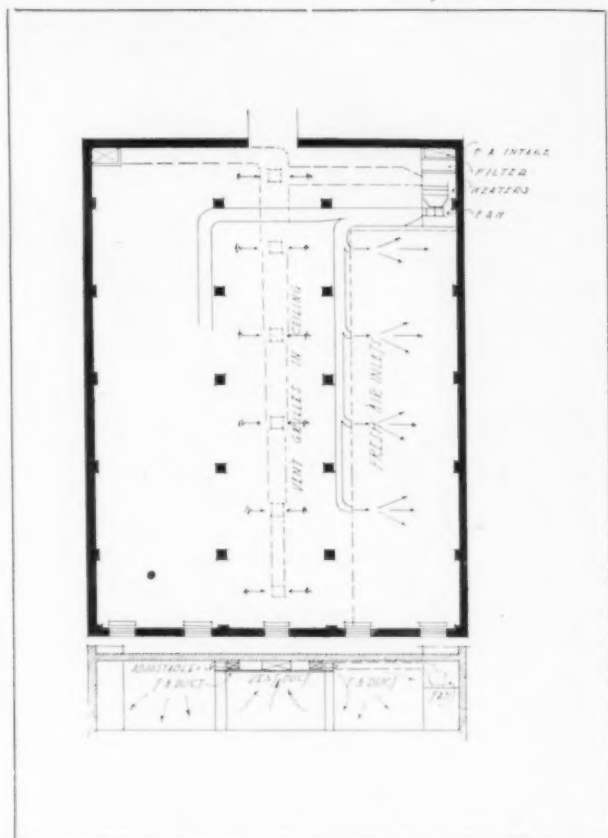 F. A. INTAKE
FILTER
HEATERS
FAN
VENT GRILLES IN CEILING
FRESH AIR INLETS
ADJUSTABLE
F.A. DUCT
VENT DUCT
F.A. DUCT
FAN